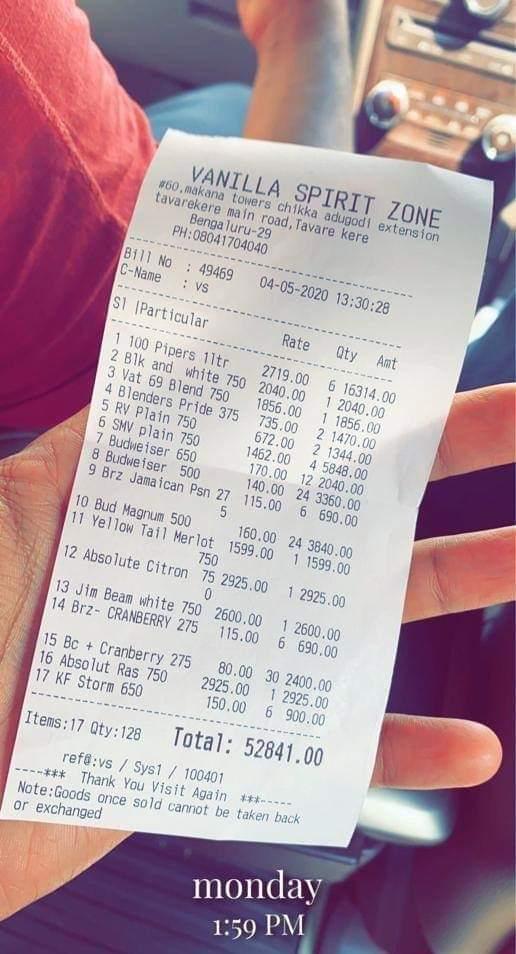 VANILLA SPIRIT ZONE
#60,makana towers chikka adugodi extension
tavarekere main road,Tavare kere
Bengaluru-29
PH:08041704040
Bill No : 49469 04-05-2020 13:30:28
C-Name : vs
Sl |Particular Rate Qty Amt
1 100 Pipers 1ltr 2719.00 6 16314.00
2 Blk and white 750 2040.00 1 2040.00
3 Vat 69 Blend 750 1856.00 1 1856.00
4 Blenders Pride 375 735.00 2 1470.00
5 RV Plain 750 672.00 2 1344.00
6 SMV plain 750 1462.00 4 5848.00
7 Budweiser 650 170.00 12 2040.00
8 Budweiser 500 140.00 24 3360.00
9 Brz Jamaican Psn 27 115.00 6 690.00
5
10 Bud Magnum 500 160.00 24 3840.00
11 Yellow Tail Merlot 1599.00 1 1599.00
750
12 Absolute Citron 75 2925.00 1 2925.00
0
13 Jim Beam white 750 2600.00 1 2600.00
14 Brz- CRANBERRY 275 115.00 6 690.00
15 Bc + Cranberry 275 80.00 30 2400.00
16 Absolut Ras 750 2925.00 1 2925.00
17 KF Storm 650 150.00 6 900.00
Items:17 Qty:128 Total: 52841.00
ref@:vs / Sys1 / 100401
----*** Thank You Visit Again ***-----
Note:Goods once sold cannot be taken back
or exchanged
monday
1:59 PM